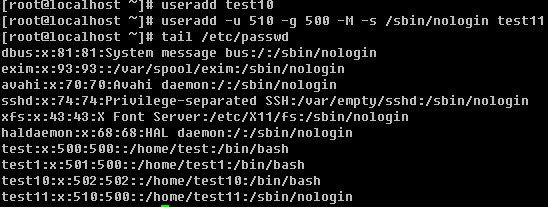 [root@localhost ~]# useradd test10
[root@localhost ~]# useradd -u 510 -g 500 -M -s /sbin/nologin test11
[root@localhost ~]# tail /etc/passwd
dbus:x:81:81:System message bus:/:/sbin/nologin
exim:x:93:93::/var/spool/exim:/sbin/nologin
avahi:x:70:70:Avahi daemon:/:/sbin/nologin
sshd:x:74:74:Privilege-separated SSH:/var/empty/sshd:/sbin/nologin
xfs:x:43:43:X Font Server:/etc/X11/fs:/sbin/nologin
haldaemon:x:68:68:HAL daemon:/:/sbin/nologin
test:x:500:500::/home/test:/bin/bash
test1:x:501:500::/home/test1:/bin/bash
test10:x:502:502::/home/test10:/bin/bash
test11:x:510:500::/home/test11:/sbin/nologin